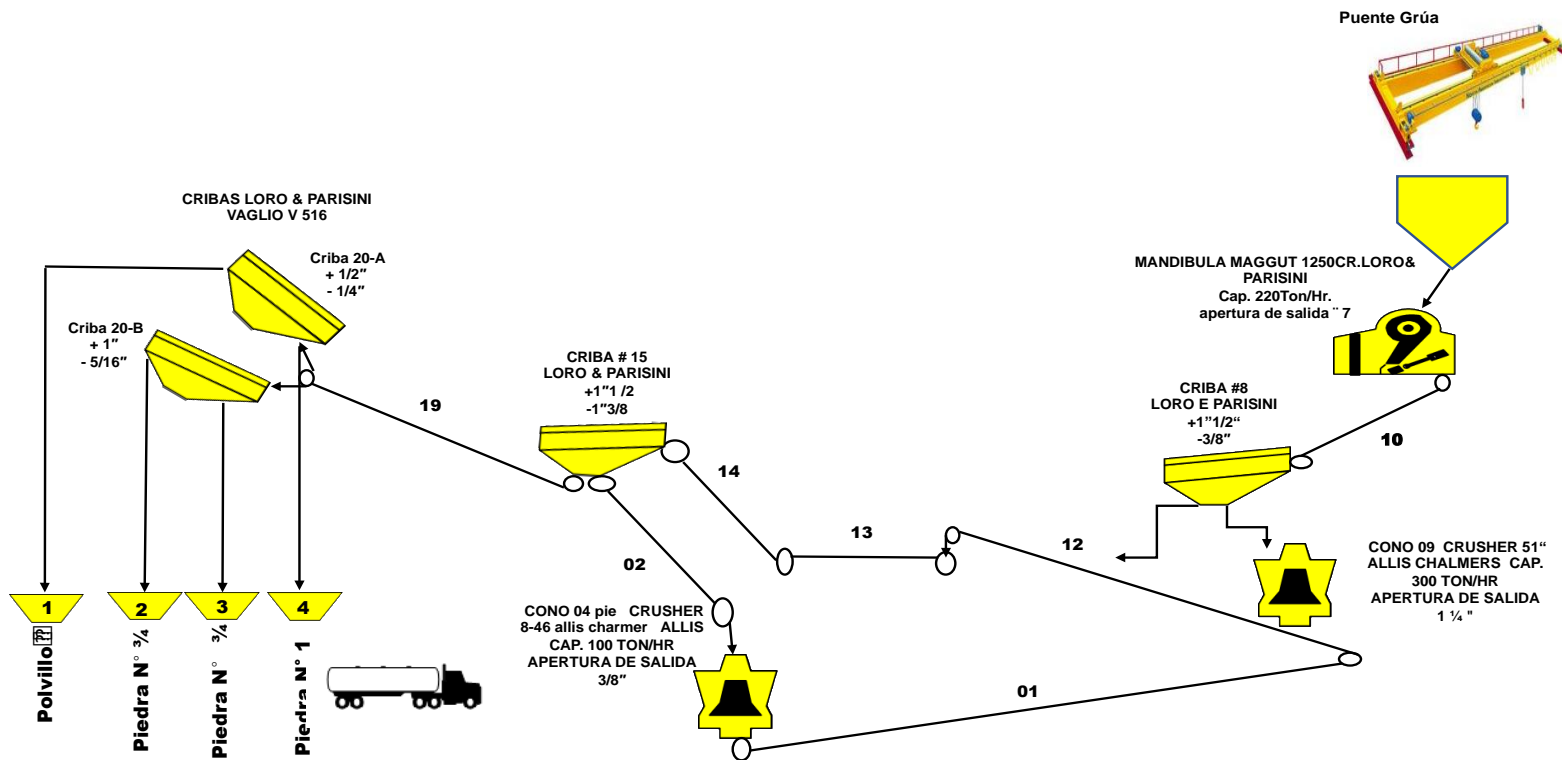 Puente Grúa
CRIBAS LORO & PARISINI
VAGLIO V 516
Criba 20-A
+ 1/2"
- 1/4"
Criba 20-B
+ 1"
- 5/16"
MANDIBULA MAGGUT 1250CR.LORO&
PARISINI
Cap. 220Ton/Hr.
apertura de salida ¨ 7
CRIBA # 15
LORO & PARISINI
+1"1 /2
-1"3/8
CRIBA #8
LORO E PARISINI
+1”1/2“
-3/8"
10
19
14
13
12
02
01
CONO 09 CRUSHER 51“
ALLIS CHALMERS CAP.
300 TON/HR
APERTURA DE SALIDA
1 ¼ "
CONO 04 pie CRUSHER
8-46 allis charmer ALLIS
CAP. 100 TON/HR
APERTURA DE SALIDA
3/8"
1
2
3
4
Polvillo
Piedra N° ¾
Piedra N° ¾
Piedra N° 1